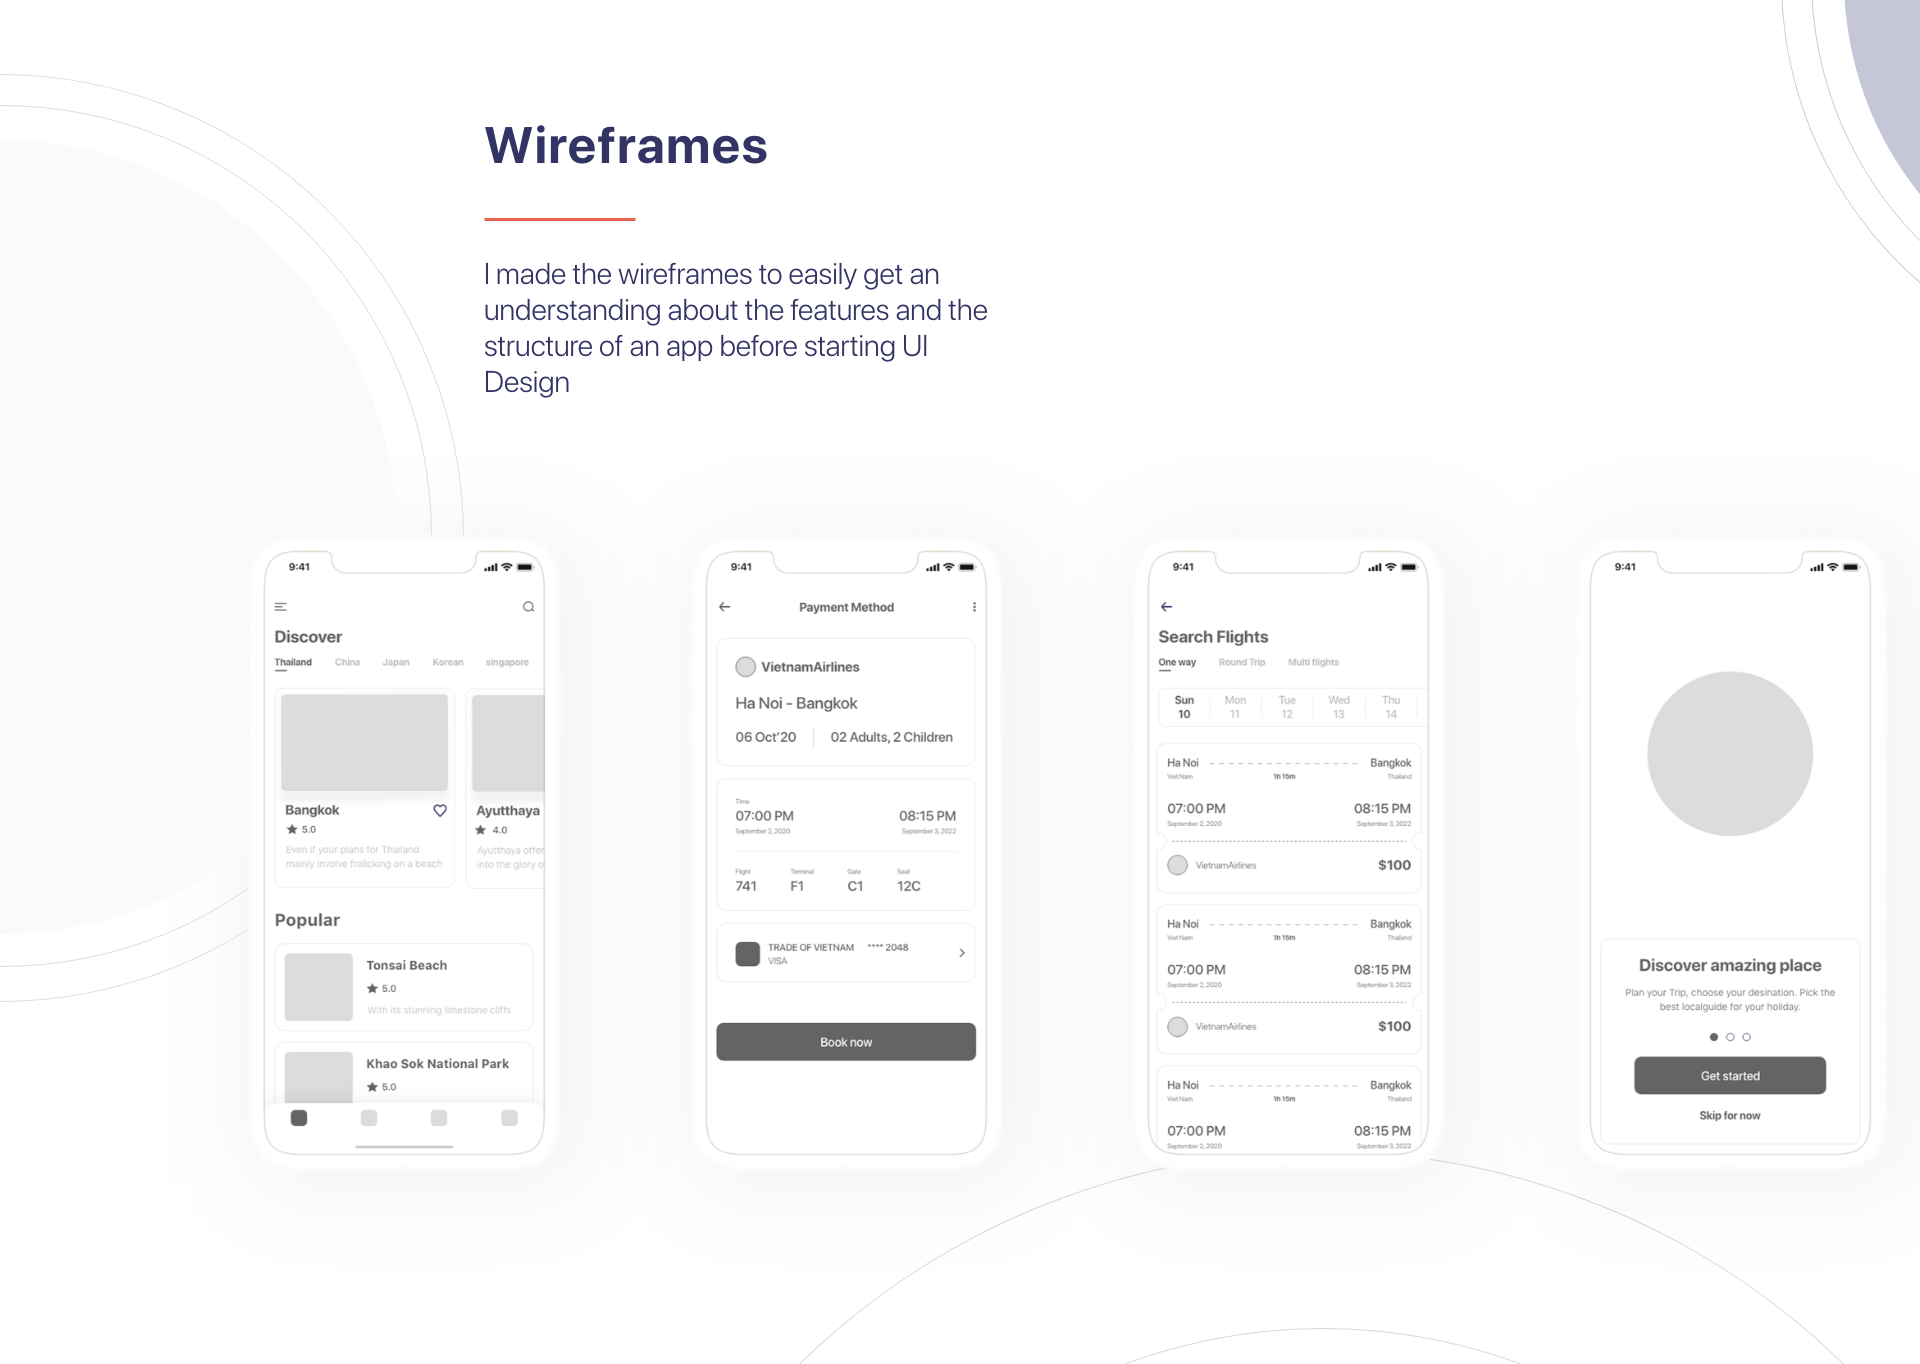 Wireframes
I made the wireframes to easily get an
understanding about the features and the
structure of an app before starting UI
Design
9:41
Discover
Thailand China Japan Korean singapore
Bangkok
5.0
Even if your plans for Thailand
mainly involve frolicking on a beach
Ayutthaya
4.0
Ayutthaya offer
into the glory of
Popular
Tonsai Beach
5.0
With its stunning limestone cliffs
Khao Sok National Park
5.0
9:41
Payment Method
VietnamAirlines
Ha Noi - Bangkok
06 Oct'20 02 Adults, 2 Children
Time
07:00 PM 08:15 PM
September 2, 2020 September 3, 2022
Flight Terminal Gate Seat
741 F1 C1 12C
TRADE OF VIETNAM **** 2048
VISA
Book now
9:41
Search Flights
One way Round Trip Multi flights
Sun Mon Tue Wed Thu
10 11 12 13 14
Ha Noi Bangkok
Viet Nam 1h 15m Thailand
07:00 PM 08:15 PM
September 2, 2020 September 3, 2022
VietnamAirlines $100
Ha Noi Bangkok
Viet Nam 1h 15m Thailand
07:00 PM 08:15 PM
September 2, 2020 September 3, 2022
VietnamAirlines $100
Ha Noi Bangkok
Viet Nam 1h 15m Thailand
07:00 PM 08:15 PM
September 2, 2020 September 3, 2022
9:41
Discover amazing place
Plan your Trip, choose your desination. Pick the
best localguide for your holiday.
Get started
Skip for now